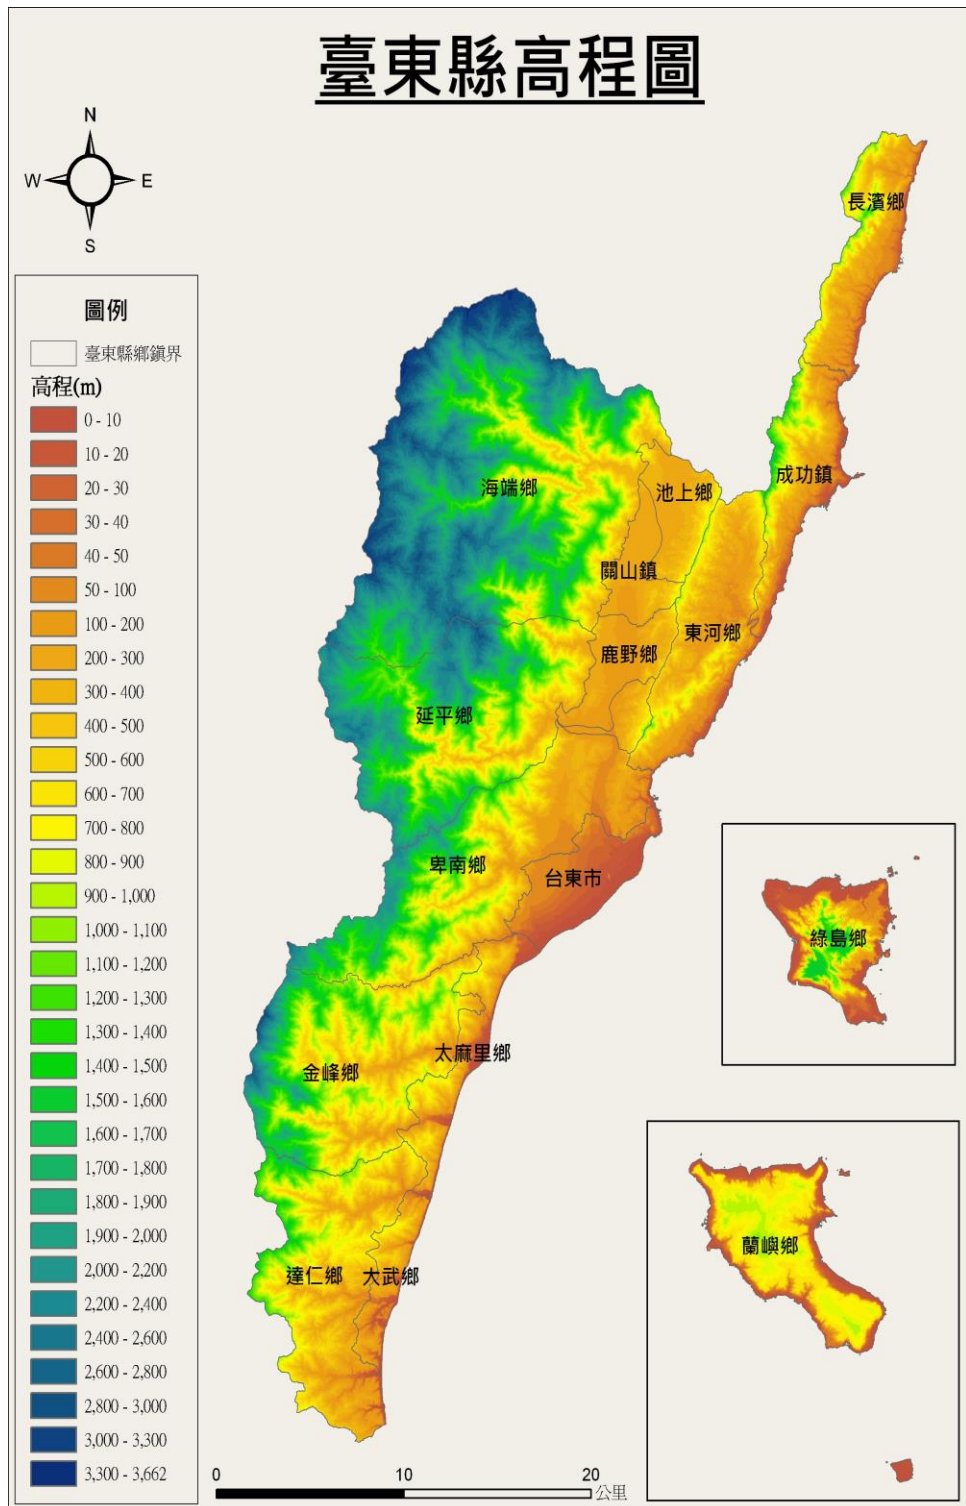 臺東縣高程圖
N
W
E
S
圖例
臺東縣鄉鎮界
高程(m)
0 - 10
10 - 20
20 - 30
30 - 40
40 - 50
50 - 100
100 - 200
200 - 300
300 - 400
400 - 500
500 - 600
600 - 700
700 - 800
800 - 900
900 - 1,000
1,000 - 1,100
1,100 - 1,200
1,200 - 1,300
1,300 - 1,400
1,400 - 1,500
1,500 - 1,600
1,600 - 1,700
1,700 - 1,800
1,800 - 1,900
1,900 - 2,000
2,000 - 2,200
2,200 - 2,400
2,400 - 2,600
2,600 - 2,800
2,800 - 3,000
3,000 - 3,300
3,300 - 3,662
長濱鄉
成功鎮
海端鄉
池上鄉
關山鎮
東河鄉
鹿野鄉
延平鄉
卑南鄉
台東市
綠島鄉
太麻里鄉
金峰鄉
蘭嶼鄉
達仁鄉
大武鄉
0
10
20
公里